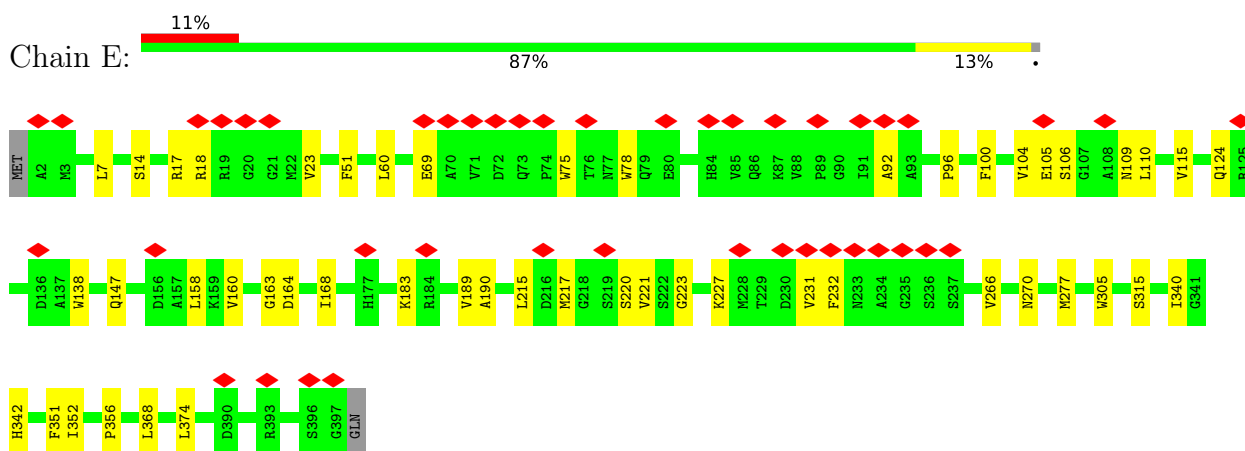 11%
Chain E:
87% 13% •
MET A2 M3 L7 S14 R17 R18 R19 G20 G21 M22 V23 F51 L60 E69 A70 V71 D72 Q73 P74 W75 T76 N77 W78 Q79 E80 H84 V85 Q86 K87 V88 P89 G90 I91 A92 A93 P96 F100 V104 E105 S106 G107 A108 N109 L110 V115 Q124 R125
D136 A137 W138 Q147 D156 A157 L158 K159 V160 G163 D164 I168 H177 K183 R184 V189 A190 L215 D216 M217 G218 S219 S220 V221 S222 G223 K227 M228 T229 D230 V231 F232 N233 A234 G235 S236 S237 V266 N270 M277 W305 S315 I340 G341
H342 F351 I352 P356 L368 L374 D390 R393 S396 G397 GLN